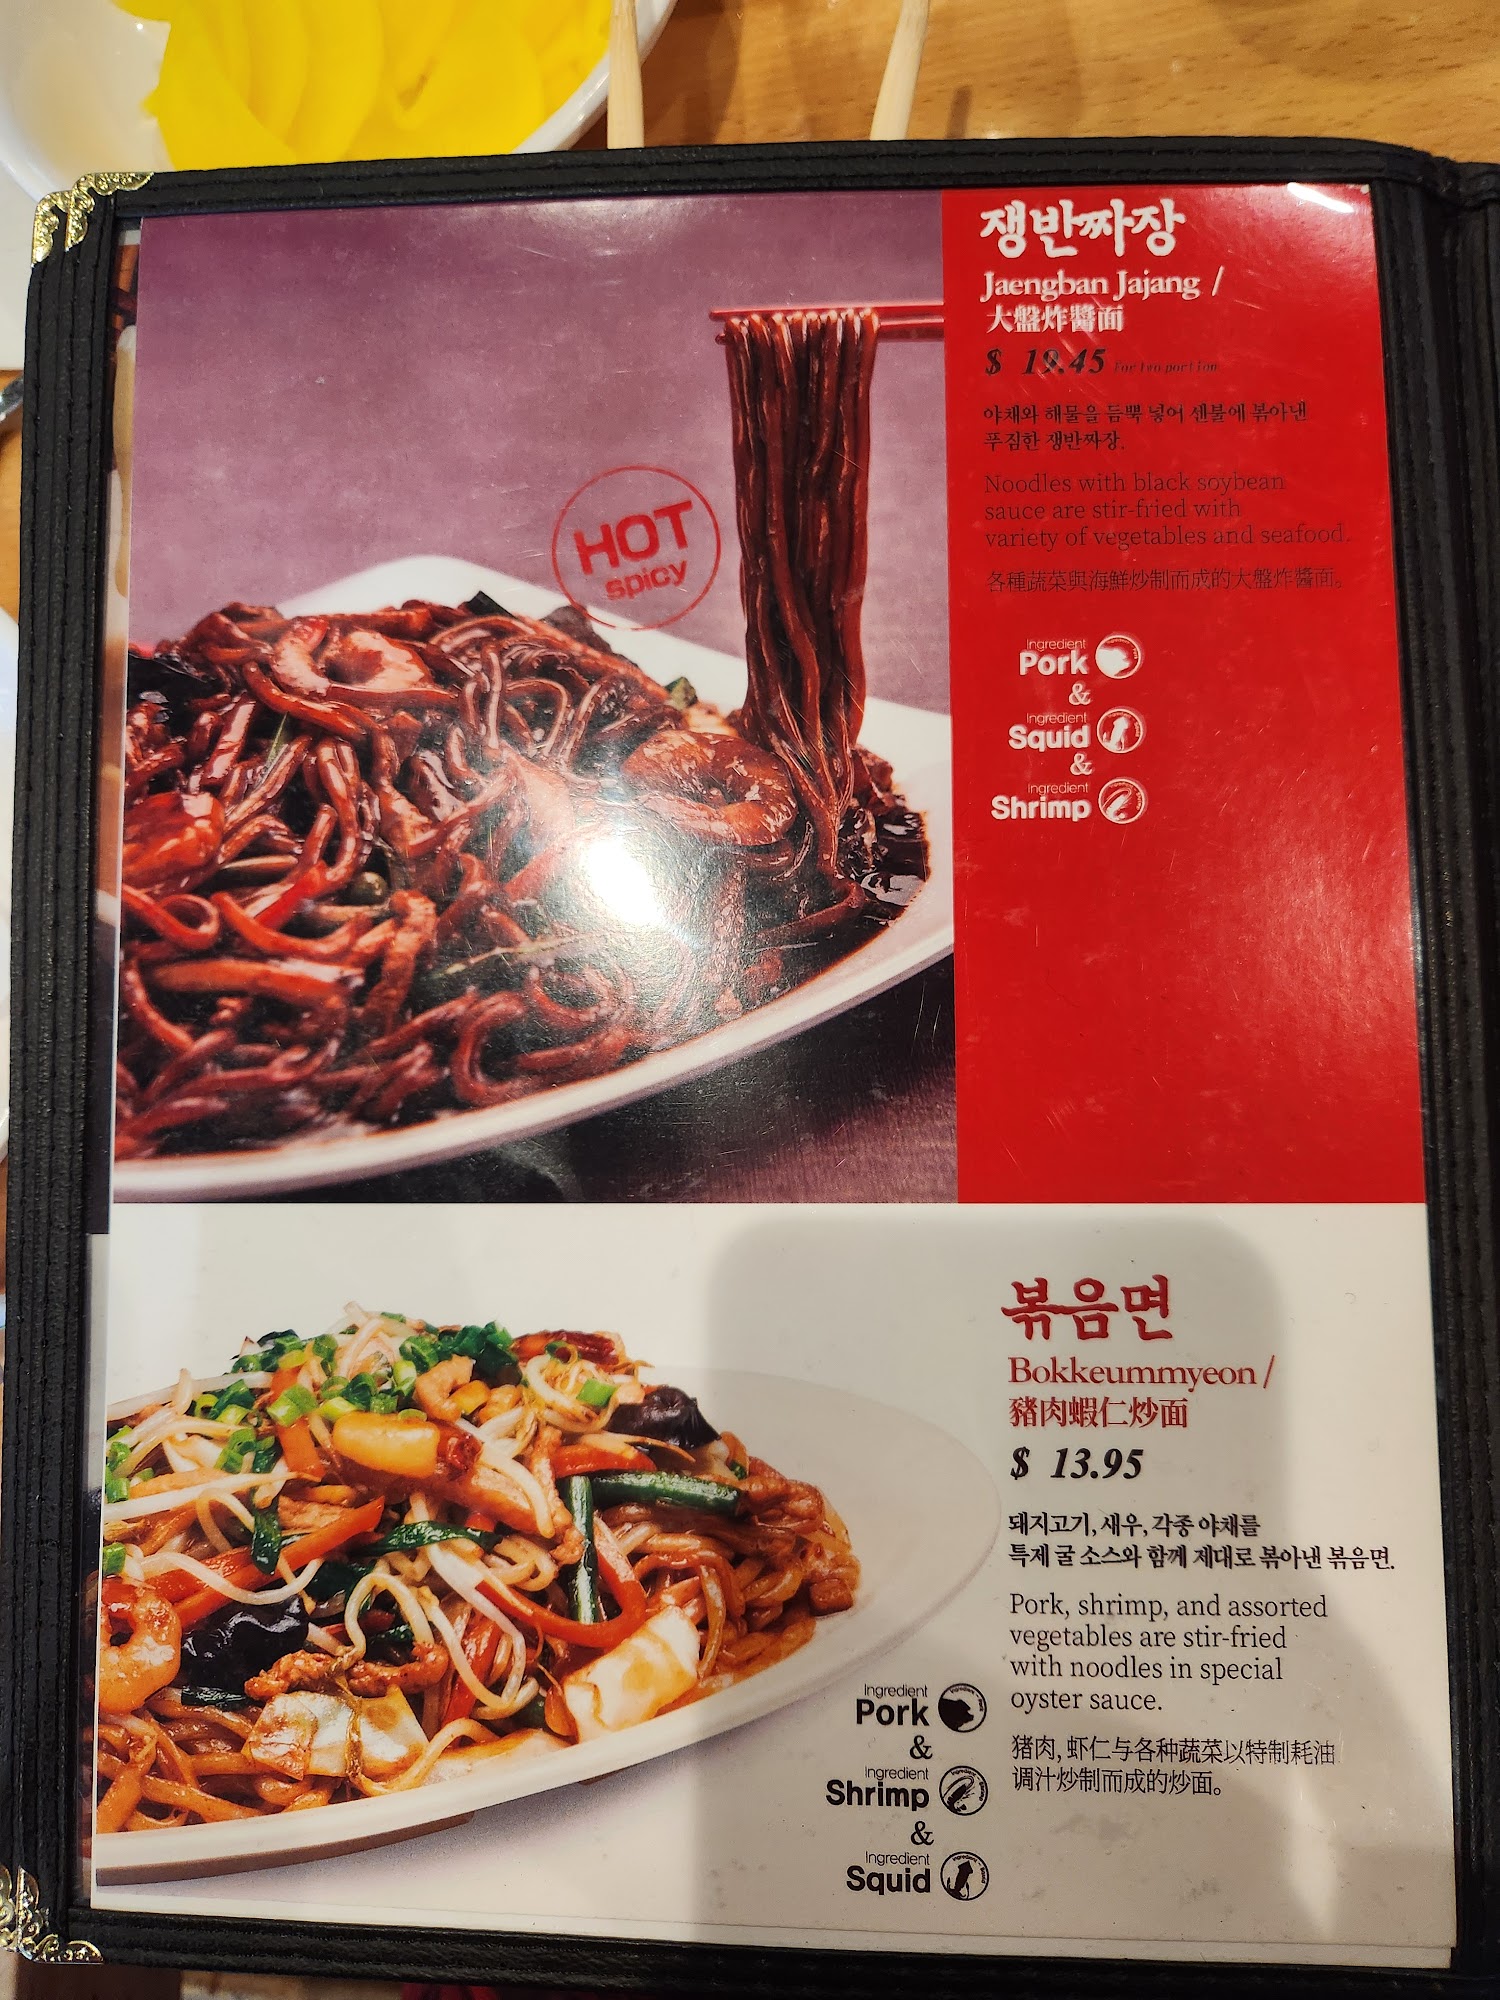 쟁반짜장
Jaengban Jajang /
大盤炸醬面
$ 19.45 For two portion
야채와 해물을 듬뿍 넣어 센불에 볶아낸
푸짐한 쟁반짜장.
Noodles with black soybean
sauce are stir-fried with
variety of vegetables and seafood.
各種蔬菜與海鮮炒制而成的大盤炸醬面。
HOT
spicy
Ingredient
Pork
&
Ingredient
Squid
&
Ingredient
Shrimp
볶음면
Bokkeummyeon /
豬肉蝦仁炒面
$ 13.95
돼지고기, 새우, 각종 야채를
특제 굴 소스와 함께 제대로 볶아낸 볶음면.
Pork, shrimp, and assorted
vegetables are stir-fried
with noodles in special
oyster sauce.
猪肉, 虾仁与各种蔬菜以特制耗油
调汁炒制而成的炒面。
Ingredient
Pork
&
Ingredient
Shrimp
&
Ingredient
Squid